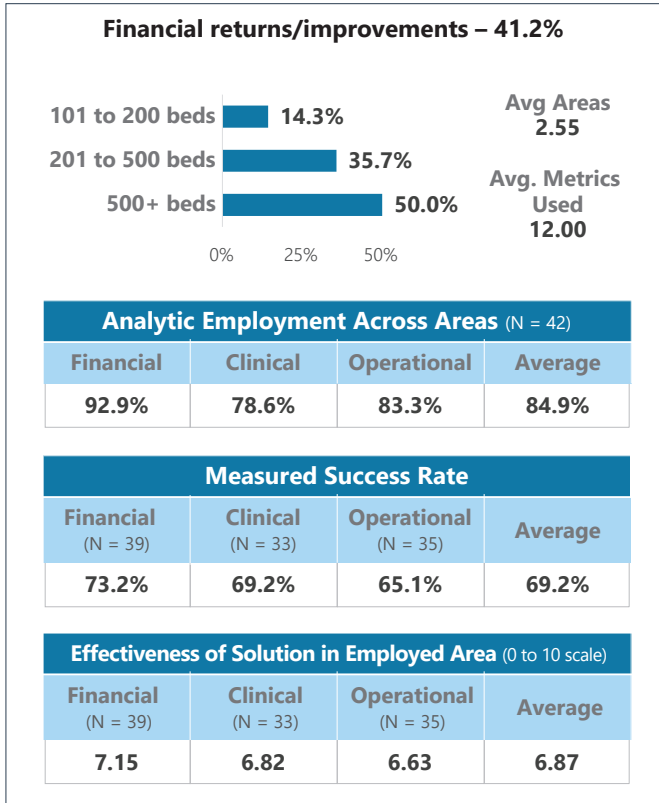 Financial returns/improvements – 41.2%
101 to 200 beds 14.3%
201 to 500 beds 35.7%
500+ beds 50.0%
0% 25% 50%
Avg Areas
2.55
Avg. Metrics
Used
12.00
Analytic Employment Across Areas (N = 42)
Financial Clinical Operational Average
92.9% 78.6% 83.3% 84.9%
Measured Success Rate
Financial Clinical Operational Average
(N = 39) (N = 33) (N = 35)
73.2% 69.2% 65.1% 69.2%
Effectiveness of Solution in Employed Area (0 to 10 scale)
Financial Clinical Operational Average
(N = 39) (N = 33) (N = 35)
7.15 6.82 6.63 6.87